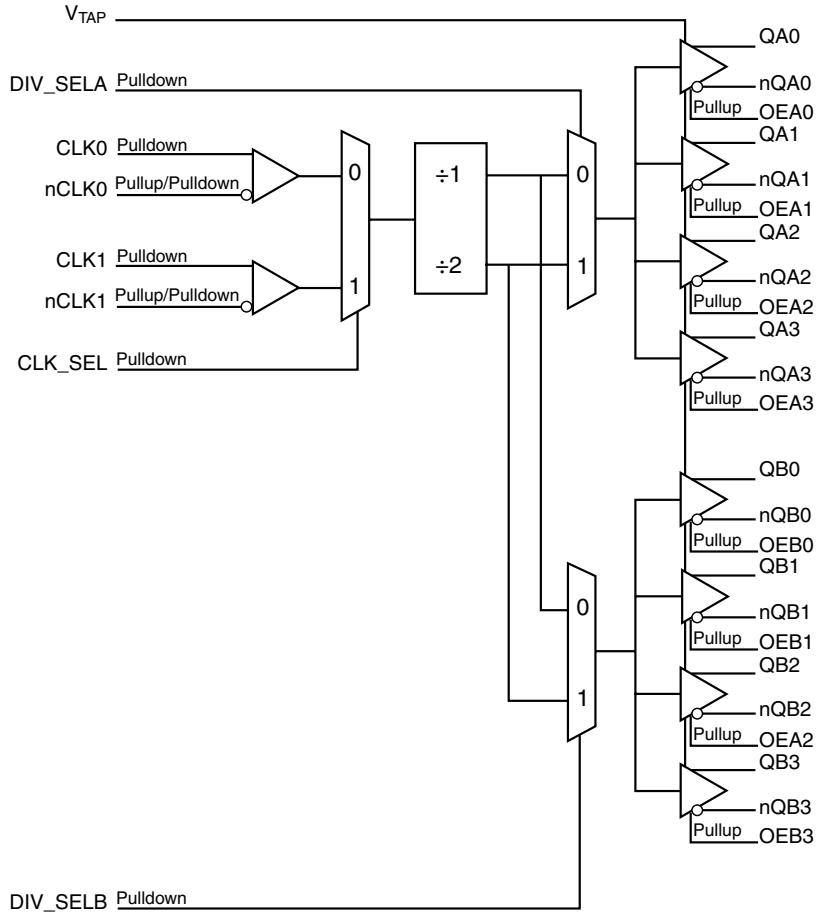 VTAP
QA0
DIV_SELA Pulldown
nQA0
Pullup OEA0
CLK0 Pulldown
QA1
0 ÷1 0
nCLK0 Pullup/Pulldown
nQA1
Pullup OEA1
QA2
CLK1 Pulldown
÷2 1
nQA2
1
nCLK1 Pullup/Pulldown
Pullup OEA2
QA3
CLK_SEL Pulldown
nQA3
Pullup OEA3
QB0
nQB0
Pullup OEB0
QB1
0
nQB1
Pullup OEB1
QB2
1
nQB2
Pullup OEA2
QB3
nQB3
Pullup OEB3
DIV_SELB Pulldown